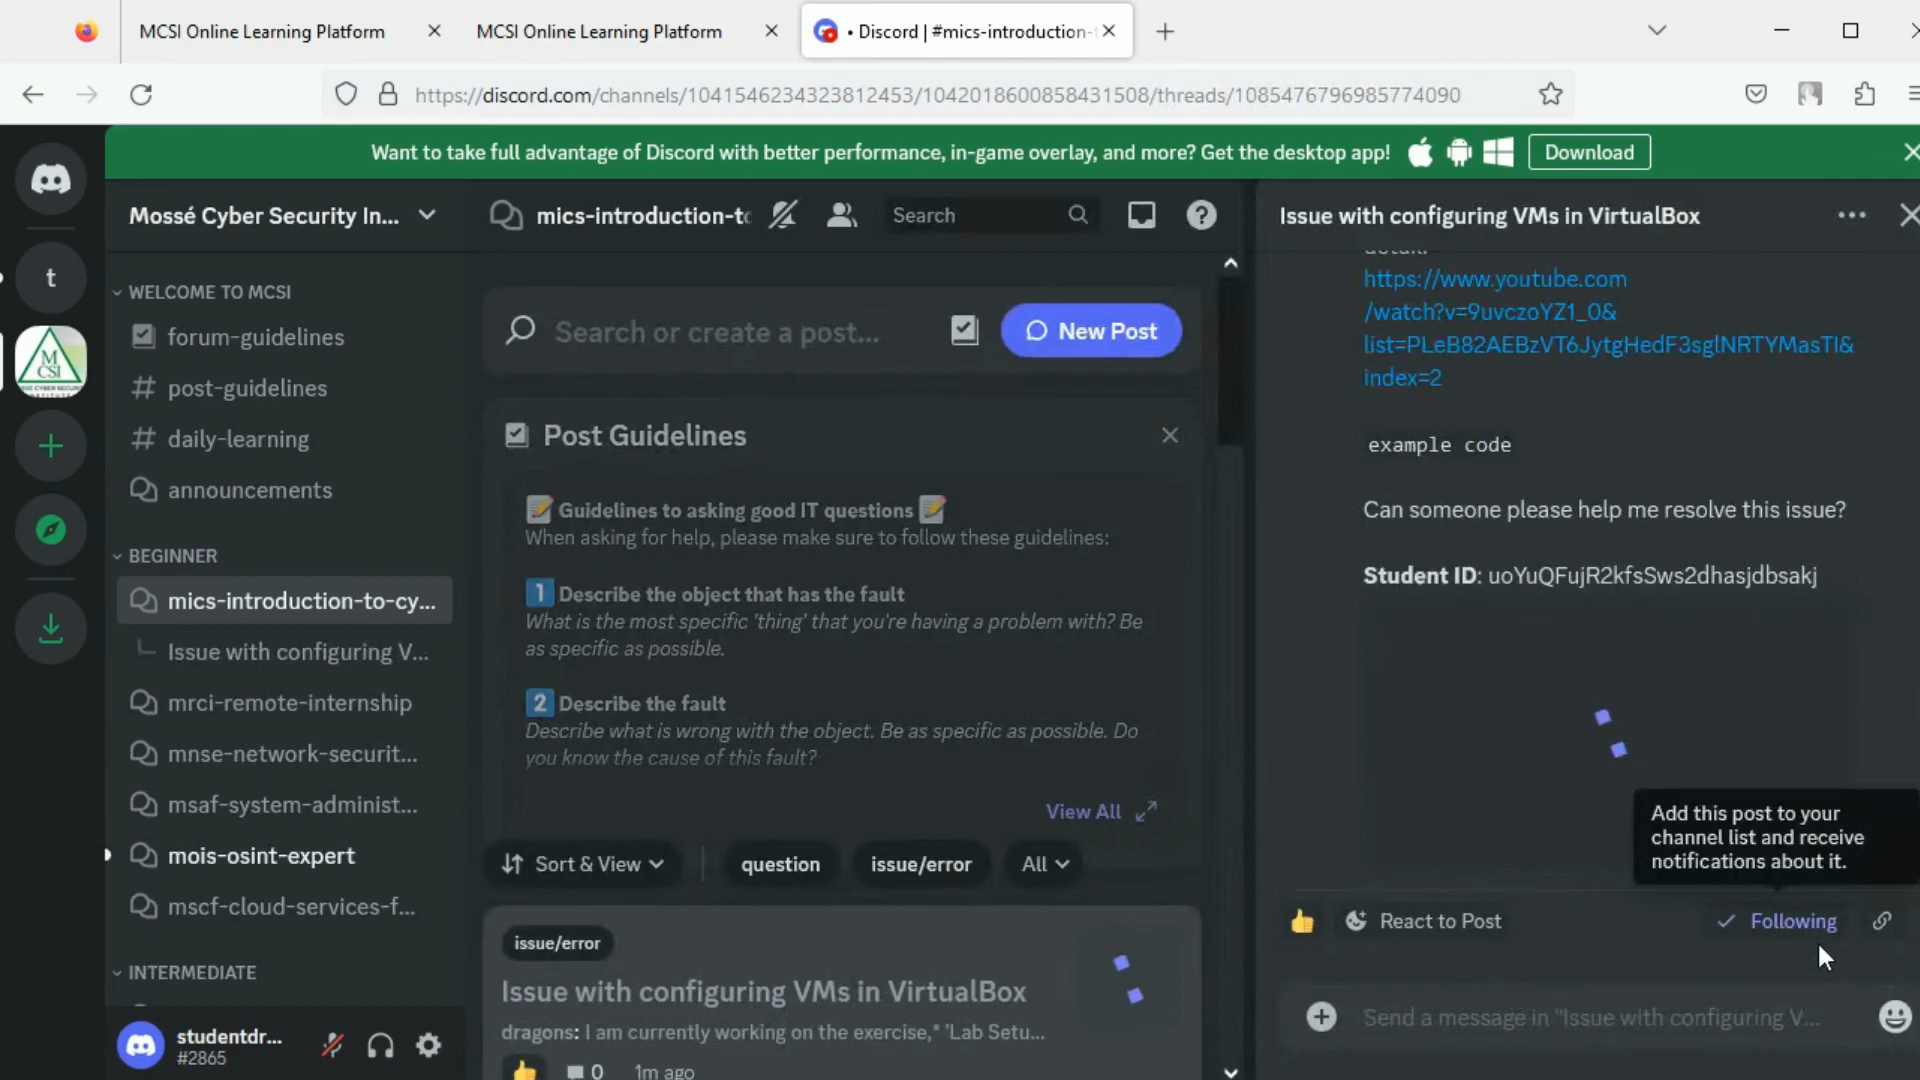 MCSI Online Learning Platform
MCSI Online Learning Platform
• Discord | #mics-introduction-
https://discord.com/channels/1041546234323812453/1042018600858431508/threads/1085476796985774090
Want to take full advantage of Discord with better performance, in-game overlay, and more? Get the desktop app!
Download
t
MCSI
Mossé Cyber Security In...
WELCOME TO MCSI
forum-guidelines
post-guidelines
daily-learning
announcements
BEGINNER
mics-introduction-to-cy...
Issue with configuring V...
mrci-remote-internship
mnse-network-securit...
msaf-system-administ...
mois-osint-expert
mscf-cloud-services-f...
INTERMEDIATE
studentdr...
#2865
mics-introduction-to
Search
Search or create a post...
New Post
Post Guidelines
Guidelines to asking good IT questions
When asking for help, please make sure to follow these guidelines:
1 Describe the object that has the fault
What is the most specific 'thing' that you're having a problem with? Be
as specific as possible.
2 Describe the fault
Describe what is wrong with the object. Be as specific as possible. Do
you know the cause of this fault?
View All
Sort & View
question
issue/error
All
issue/error
Issue with configuring VMs in VirtualBox
dragons: I am currently working on the exercise,* 'Lab Setu...
0
1m ago
Issue with configuring VMs in VirtualBox
https://www.youtube.com
/watch?v=9uvczoYZ1_0&
list=PLeB82AEBzVT6JytgHedF3sglNRTYMasTI&
index=2
example code
Can someone please help me resolve this issue?
Student ID: uoYuQFujR2kfsSws2dhasjdbsakj
Add this post to your
channel list and receive
notifications about it.
React to Post
Following
Send a message in "Issue with configuring V...